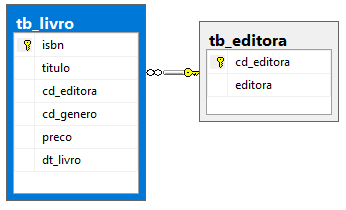 tb_livro
isbn
titulo
cd_editora
cd_genero
preco
dt_livro
tb_editora
cd_editora
editora